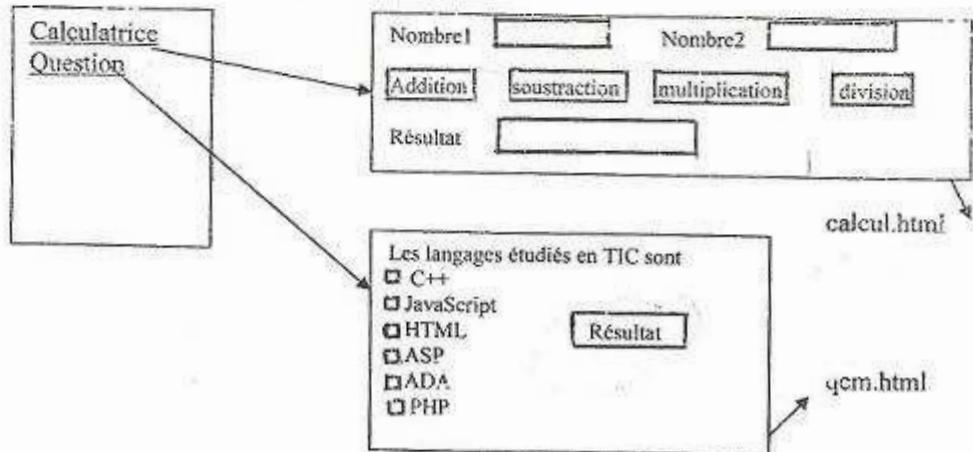 Calculatrice
Question
Nombre1 Nombre2
Addition soustraction multiplication division
Résultat
calcul.html
Les langages étudiés en TIC sont
C++
JavaScript
HTML
Résultat
ASP
ADA
PHP
qcm.html